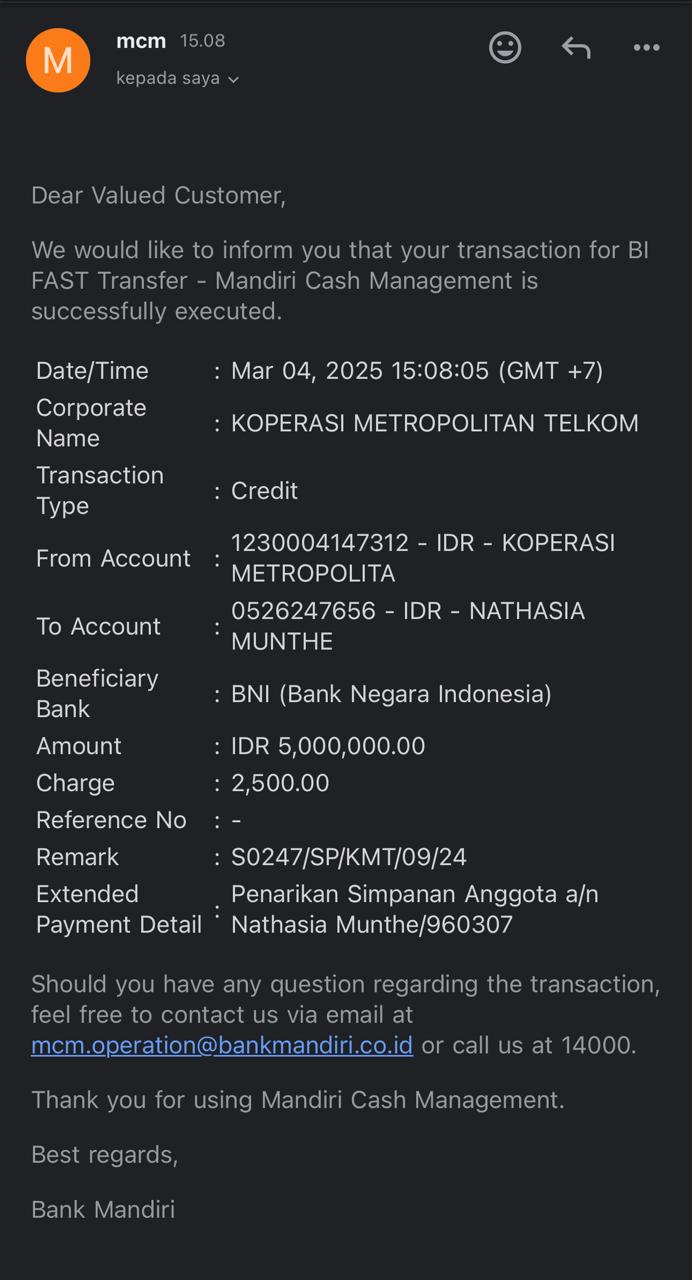 M
mcm 15.08
kepada saya
Dear Valued Customer,
We would like to inform you that your transaction for BI
FAST Transfer - Mandiri Cash Management is
successfully executed.
Date/Time : Mar 04, 2025 15:08:05 (GMT +7)
Corporate
Name : KOPERASI METROPOLITAN TELKOM
Transaction
Type : Credit
From Account : 1230004147312 - IDR - KOPERASI
METROPOLITA
To Account : 0526247656 - IDR - NATHASIA
MUNTHE
Beneficiary
Bank : BNI (Bank Negara Indonesia)
Amount : IDR 5,000,000.00
Charge : 2,500.00
Reference No : -
Remark : S0247/SP/KMT/09/24
Extended : Penarikan Simpanan Anggota a/n
Payment Detail Nathasia Munthe/960307
Should you have any question regarding the transaction,
feel free to contact us via email at
mcm.operation@bankmandiri.co.id or call us at 14000.
Thank you for using Mandiri Cash Management.
Best regards,
Bank Mandiri